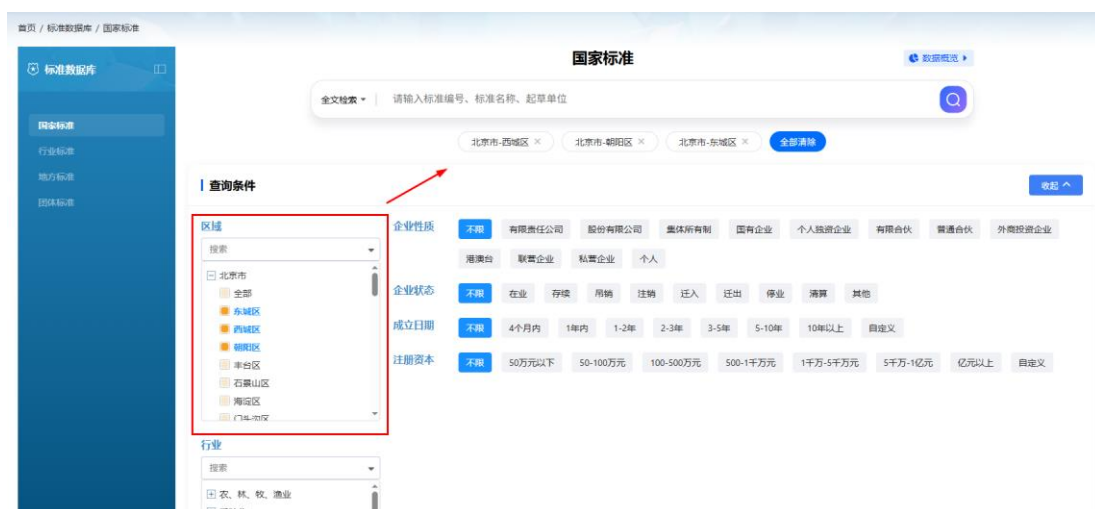 首页 / 标准数据库 / 国家标准
标准数据库
国家标准
行业标准
地方标准
团体标准
国家标准
数据概览
全文检索
请输入标准编号、标准名称、起草单位
北京市-西城区 ×
北京市-朝阳区 ×
北京市-东城区 ×
全部清除
查询条件
收起
区域
搜索
北京市
全部
东城区
西城区
朝阳区
丰台区
石景山区
海淀区
门头沟区
行业
搜索
农、林、牧、渔业
企业性质 不限 有限责任公司 股份有限公司 集体所有制 国有企业 个人独资企业 有限合伙 普通合伙 外商投资企业
港澳台 联营企业 私营企业 个人
企业状态 不限 在业 存续 吊销 注销 迁入 迁出 停业 清算 其他
成立日期 不限 4个月内 1年内 1-2年 2-3年 3-5年 5-10年 10年以上 自定义
注册资本 不限 50万元以下 50-100万元 100-500万元 500-1千万元 1千万-5千万元 5千万-1亿元 亿元以上 自定义